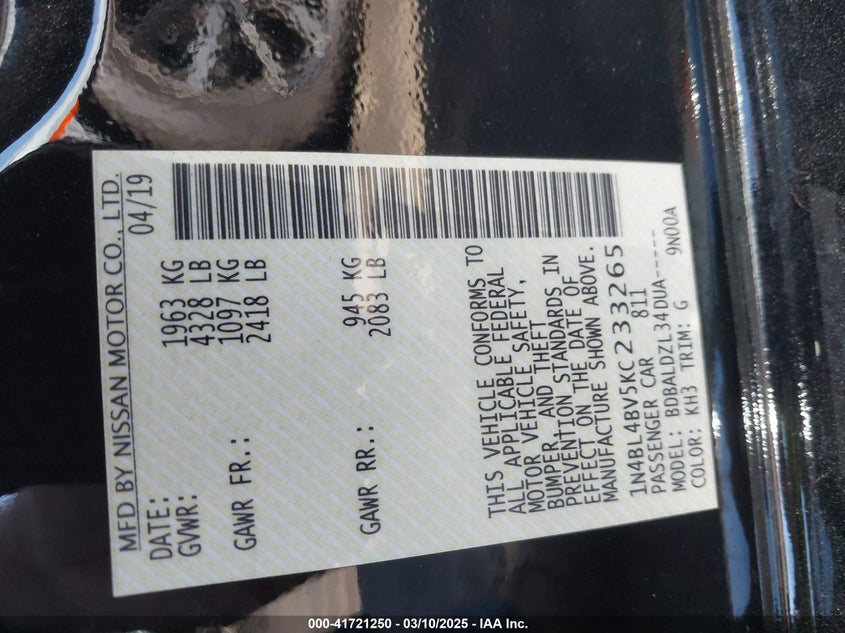 MFD BY NISSAN MOTOR CO., LTD.
DATE: 04/19
GVWR: 1963 KG
4328 LB
GAWR FR.: 1097 KG
2418 LB
GAWR RR.: 945 KG
2083 LB
THIS VEHICLE CONFORMS TO
ALL APPLICABLE FEDERAL
MOTOR VEHICLE SAFETY,
BUMPER, AND THEFT
PREVENTION STANDARDS IN
EFFECT ON THE DATE OF
MANUFACTURE SHOWN ABOVE.
1N4BL4BV5KC233265
PASSENGER CAR 811
MODEL: BDBALDZL34DUA-----
COLOR: KH3 TRIM: G 9N00A
000-41721250 - 03/10/2025 - IAA Inc.